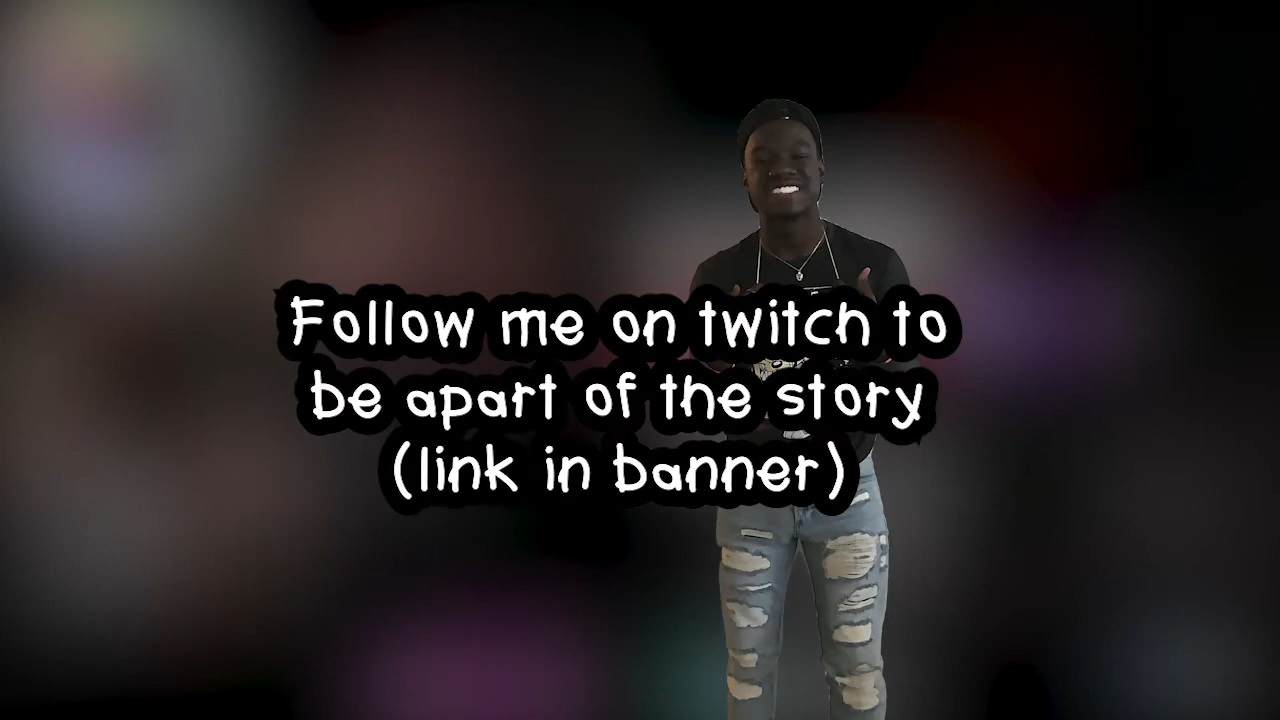 Follow me on twitch to
be apart of the story
(link in banner)